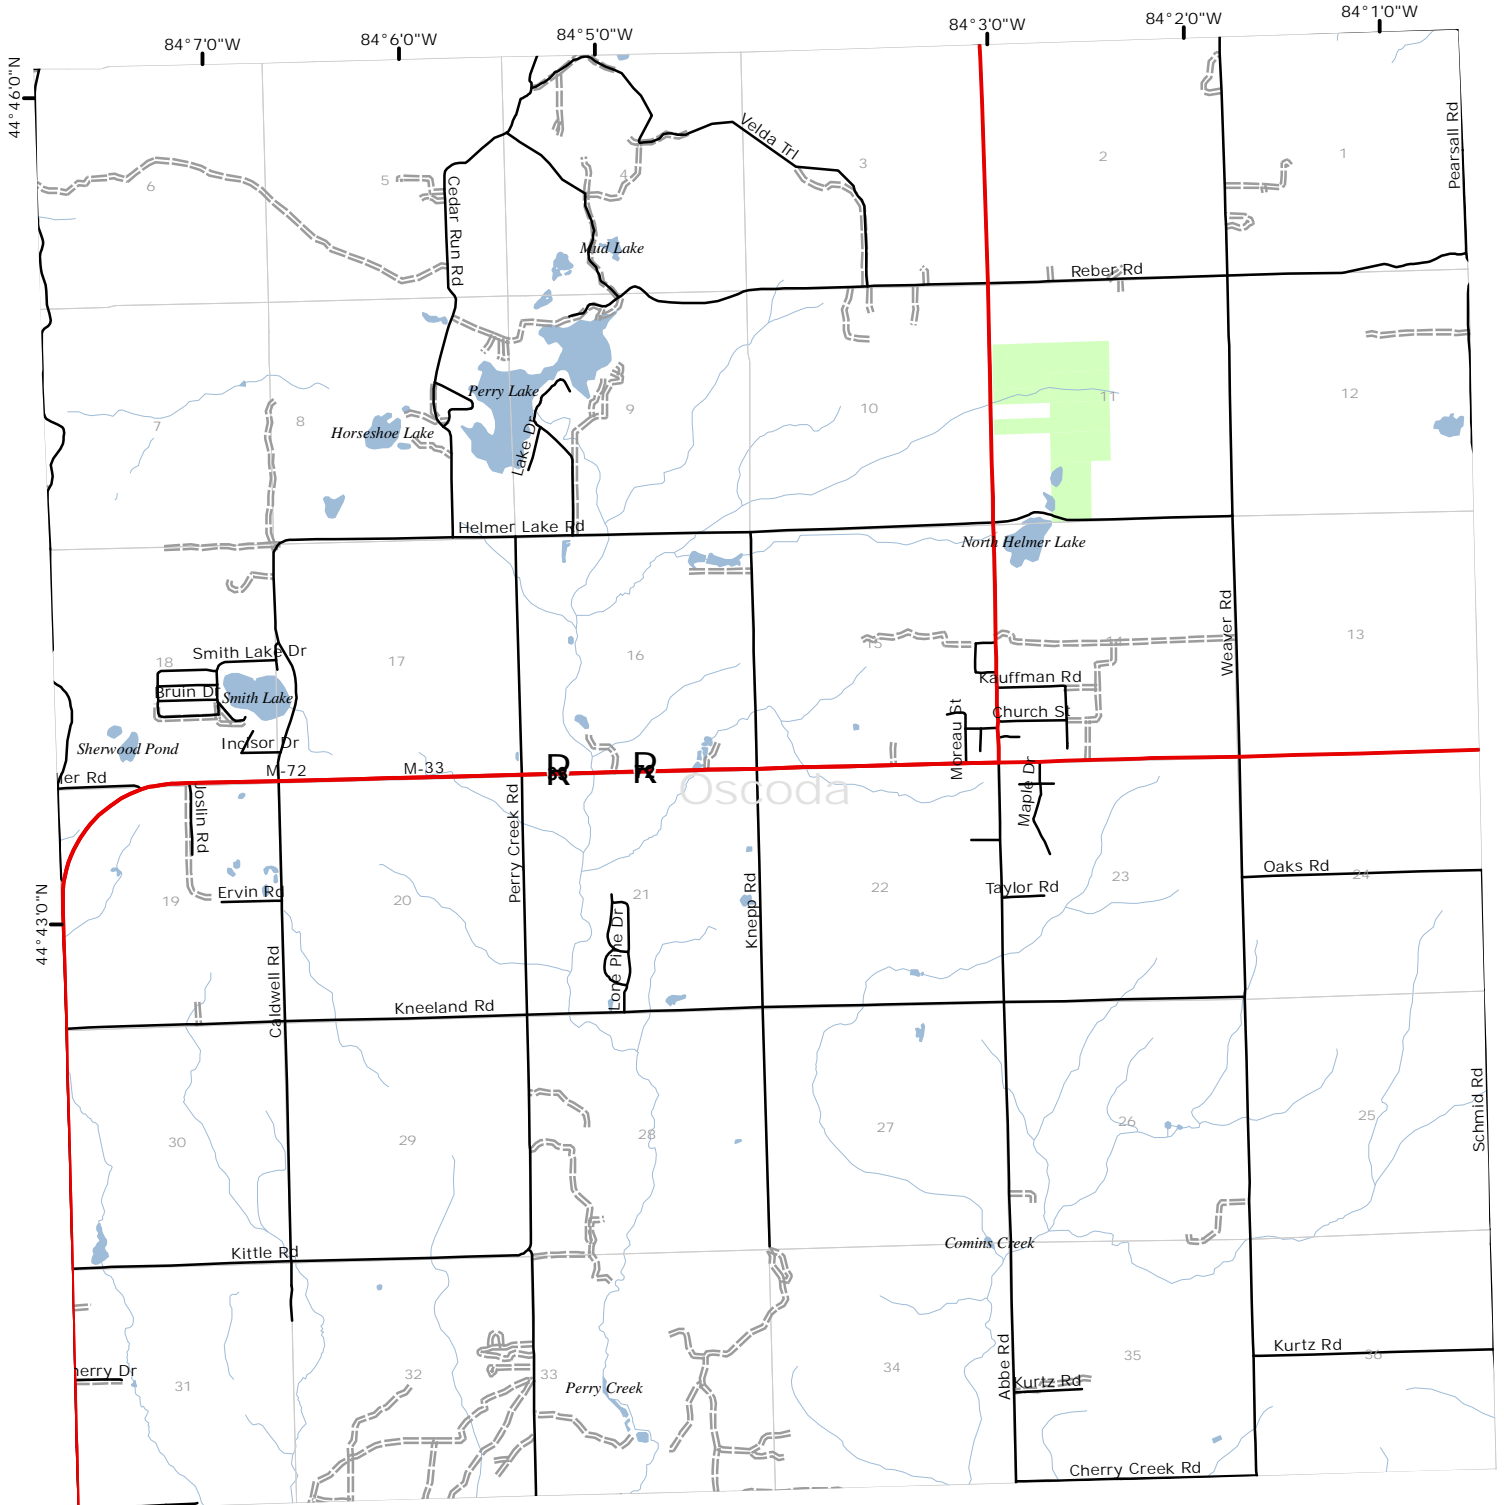 84°7'0"W
84°6'0"W
84°5'0"W
84°3'0"W
84°2'0"W
84°1'0"W
44°46'0"N
Velda Trl
Pearsall Rd
6
5
4
3
2
1
Cedar Run Rd
Mud Lake
Reber Rd
Perry Lake
7
8
Horseshoe Lake
Lake Dr
9
10
11
12
Helmer Lake Rd
North Helmer Lake
Weaver Rd
Smith Lake Dr
18
17
16
15
14
13
Bruin Dr
Smith Lake
Kauffman Rd
Church St
Moreau St
Sherwood Pond
Incisor Dr
ler Rd
M-72
M-33
R
R
72
Oscoda
Joslin Rd
Perry Creek Rd
Maple Dr
Oaks Rd
44°43'0"N
19
Ervin Rd
20
21
Lone Pine Dr
Knepp Rd
22
Taylor Rd
23
24
Caldwell Rd
Kneeland Rd
30
29
28
27
26
25
Schmid Rd
Kittle Rd
Comins Creek
herry Dr
31
32
33
Perry Creek
34
Abbe Rd
Kurtz Rd
35
Kurtz Rd
36
Cherry Creek Rd